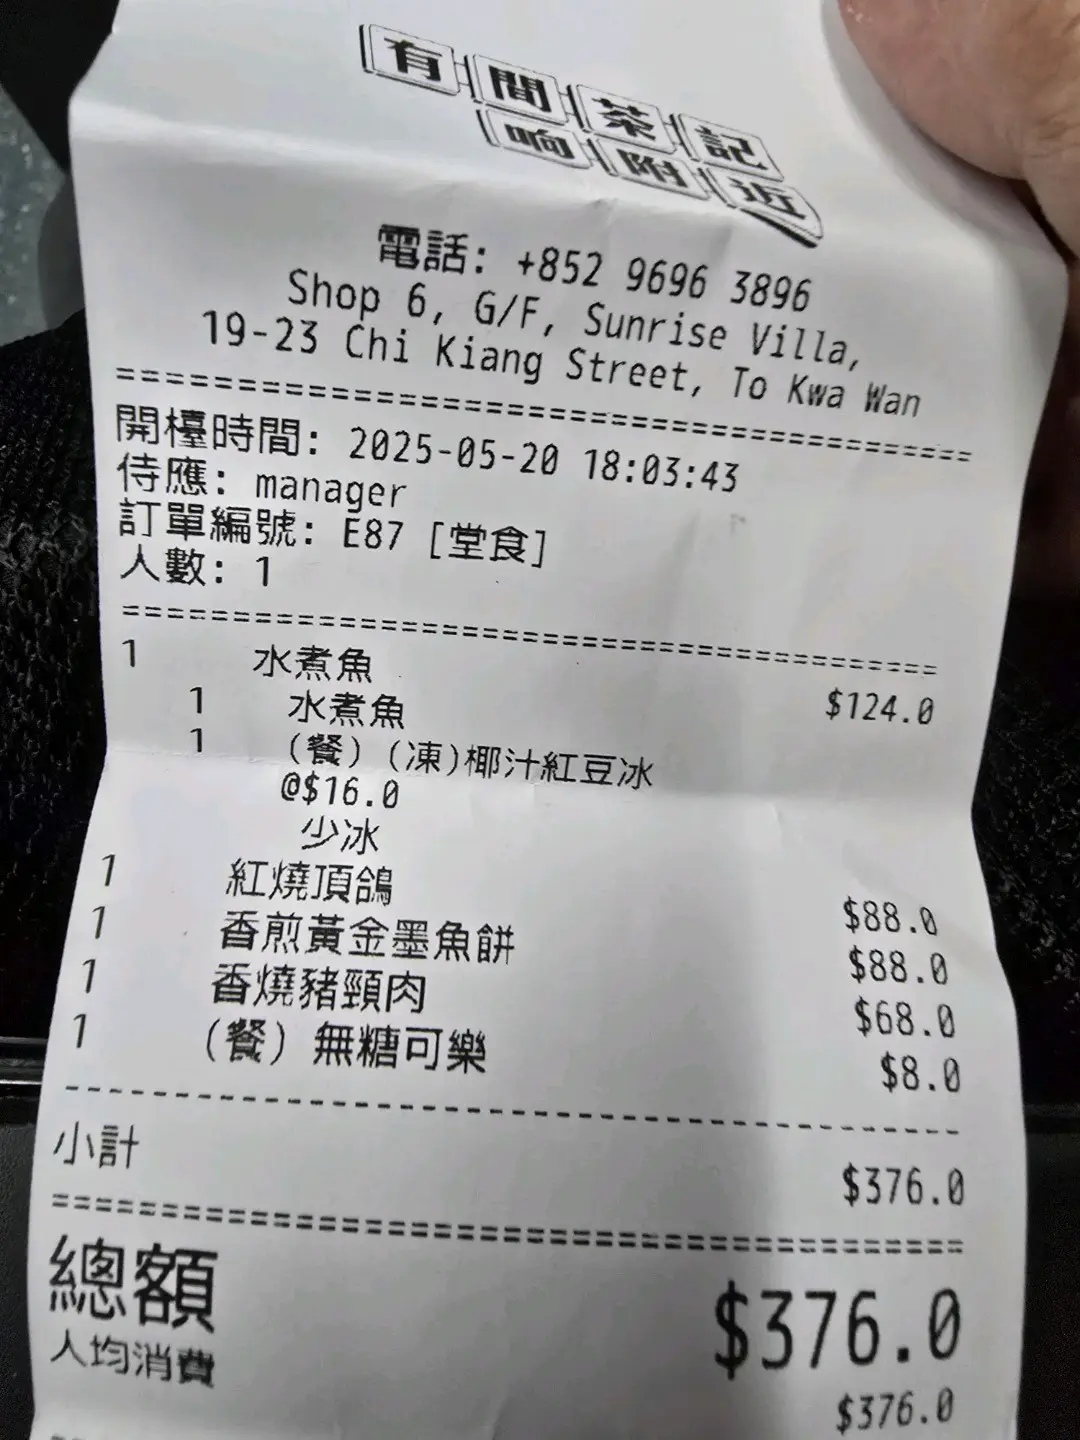 有間茶記
响附近
電話: +852 9696 3896
Shop 6, G/F, Sunrise Villa,
19-23 Chi Kiang Street, To Kwa Wan
======================================
開檯時間: 2025-05-20 18:03:43
侍應: manager
訂單編號: E87 [堂食]
人數: 1
======================================
1 水煮魚 $124.0
1 水煮魚
1 (餐) (凍)椰汁紅豆冰
@$16.0
少冰
1 紅燒頂鴿 $88.0
1 香煎黃金墨魚餅 $88.0
1 香燒豬頸肉 $68.0
1 (餐) 無糖可樂 $8.0
--------------------------------------
小計 $376.0
======================================
總額 $376.0
人均消費 $376.0